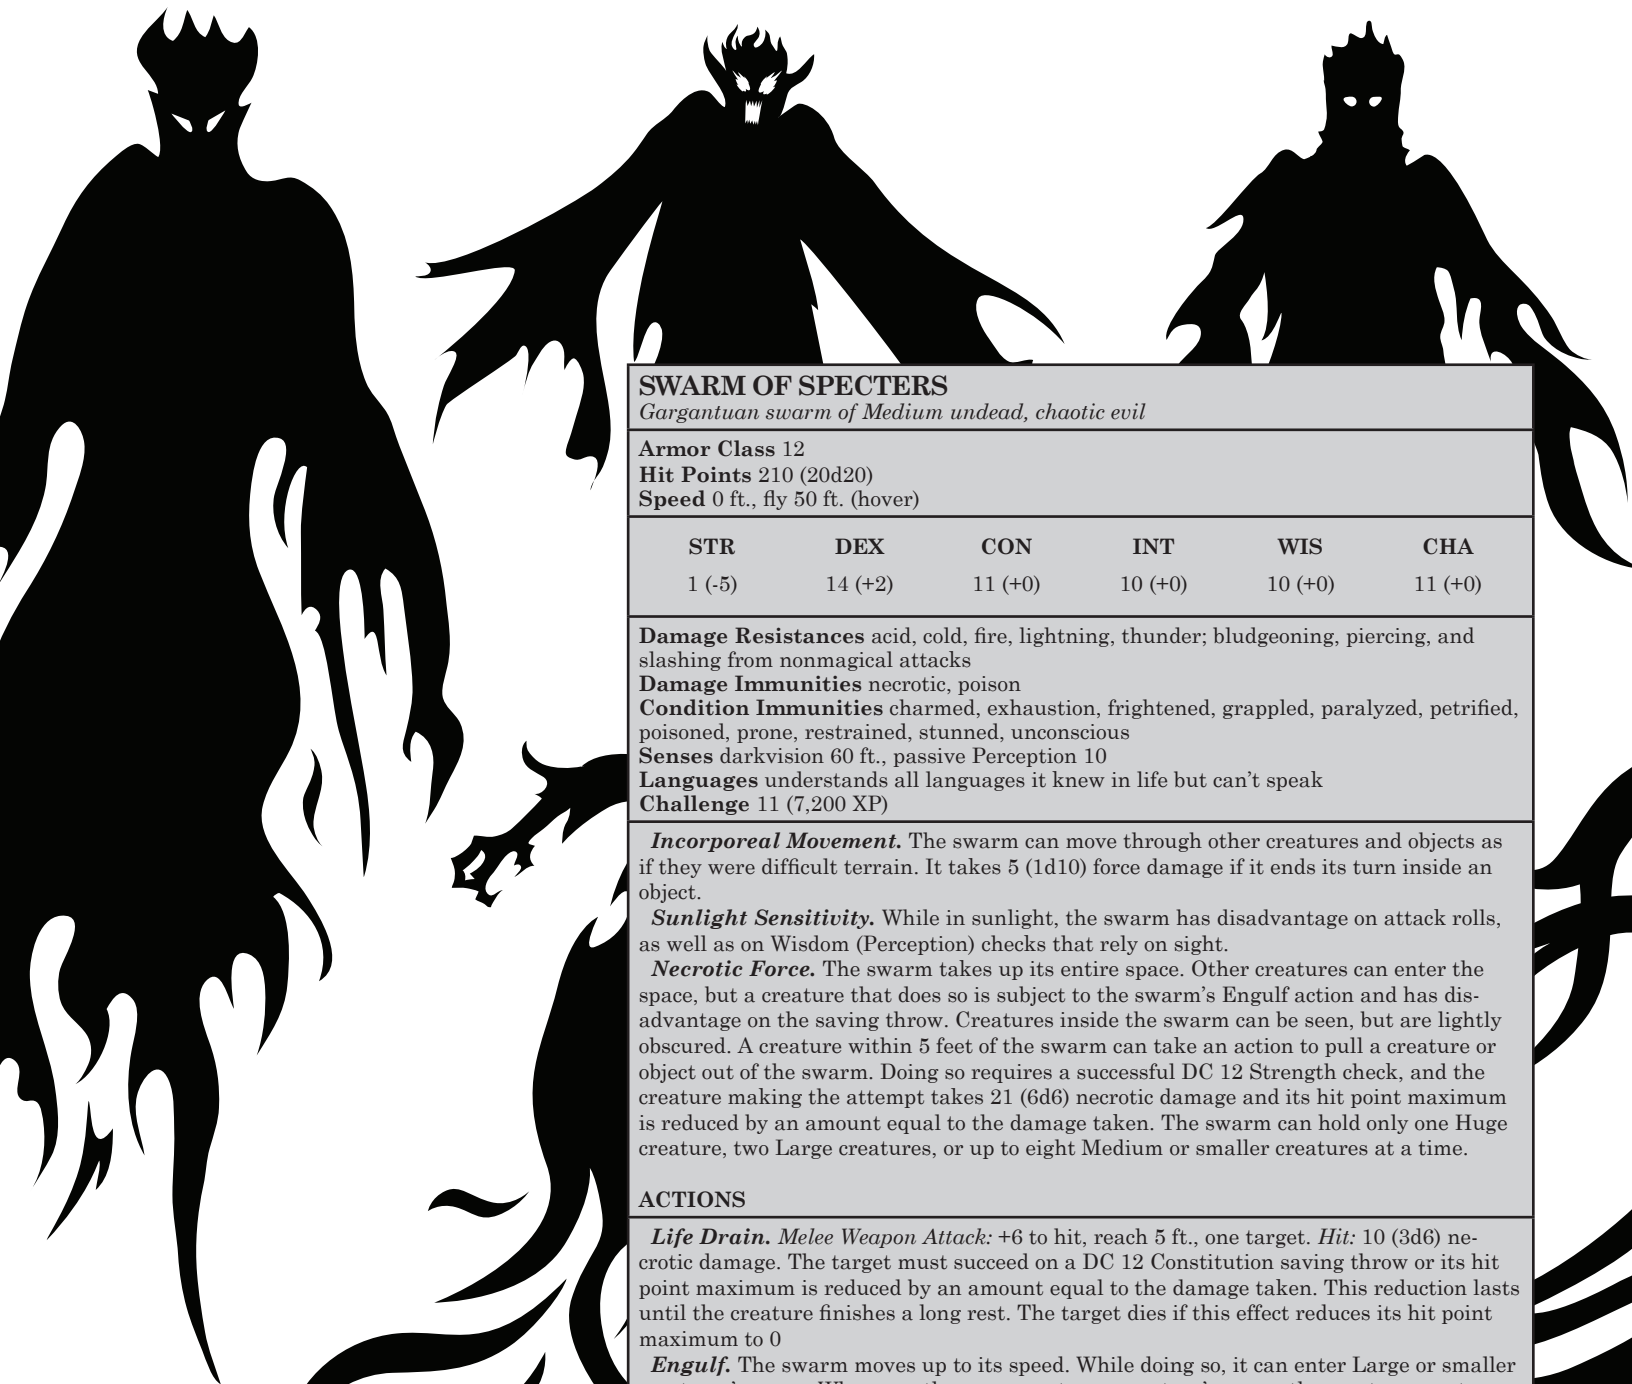 SWARM OF SPECTERS
Gargantuan swarm of Medium undead, chaotic evil
Armor Class 12
Hit Points 210 (20d20)
Speed 0 ft., fly 50 ft. (hover)
STR DEX CON INT WIS CHA
1 (-5) 14 (+2) 11 (+0) 10 (+0) 10 (+0) 11 (+0)
Damage Resistances acid, cold, fire, lightning, thunder; bludgeoning, piercing, and
slashing from nonmagical attacks
Damage Immunities necrotic, poison
Condition Immunities charmed, exhaustion, frightened, grappled, paralyzed, petrified,
poisoned, prone, restrained, stunned, unconscious
Senses darkvision 60 ft., passive Perception 10
Languages understands all languages it knew in life but can’t speak
Challenge 11 (7,200 XP)
Incorporeal Movement. The swarm can move through other creatures and objects as
if they were difficult terrain. It takes 5 (1d10) force damage if it ends its turn inside an
object.
Sunlight Sensitivity. While in sunlight, the swarm has disadvantage on attack rolls,
as well as on Wisdom (Perception) checks that rely on sight.
Necrotic Force. The swarm takes up its entire space. Other creatures can enter the
space, but a creature that does so is subject to the swarm’s Engulf action and has dis-
advantage on the saving throw. Creatures inside the swarm can be seen, but are lightly
obscured. A creature within 5 feet of the swarm can take an action to pull a creature or
object out of the swarm. Doing so requires a successful DC 12 Strength check, and the
creature making the attempt takes 21 (6d6) necrotic damage and its hit point maximum
is reduced by an amount equal to the damage taken. The swarm can hold only one Huge
creature, two Large creatures, or up to eight Medium or smaller creatures at a time.
ACTIONS
Life Drain. Melee Weapon Attack: +6 to hit, reach 5 ft., one target. Hit: 10 (3d6) ne-
crotic damage. The target must succeed on a DC 12 Constitution saving throw or its hit
point maximum is reduced by an amount equal to the damage taken. This reduction lasts
until the creature finishes a long rest. The target dies if this effect reduces its hit point
maximum to 0
Engulf. The swarm moves up to its speed. While doing so, it can enter Large or smaller